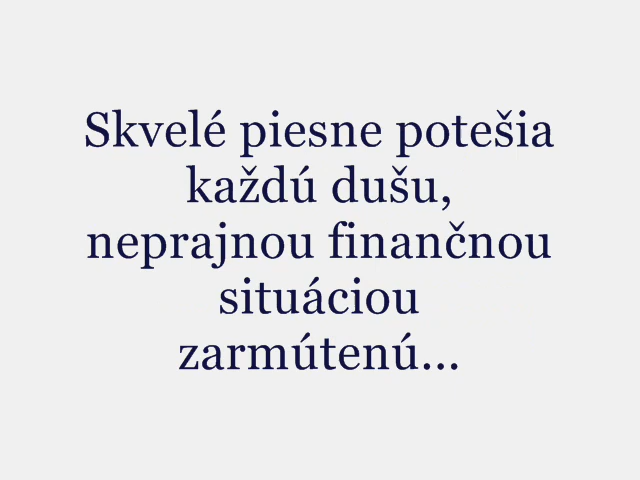 Skvelé piesne potešia
každú dušu,
neprajnou finančnou
situáciou
zarmútenú...